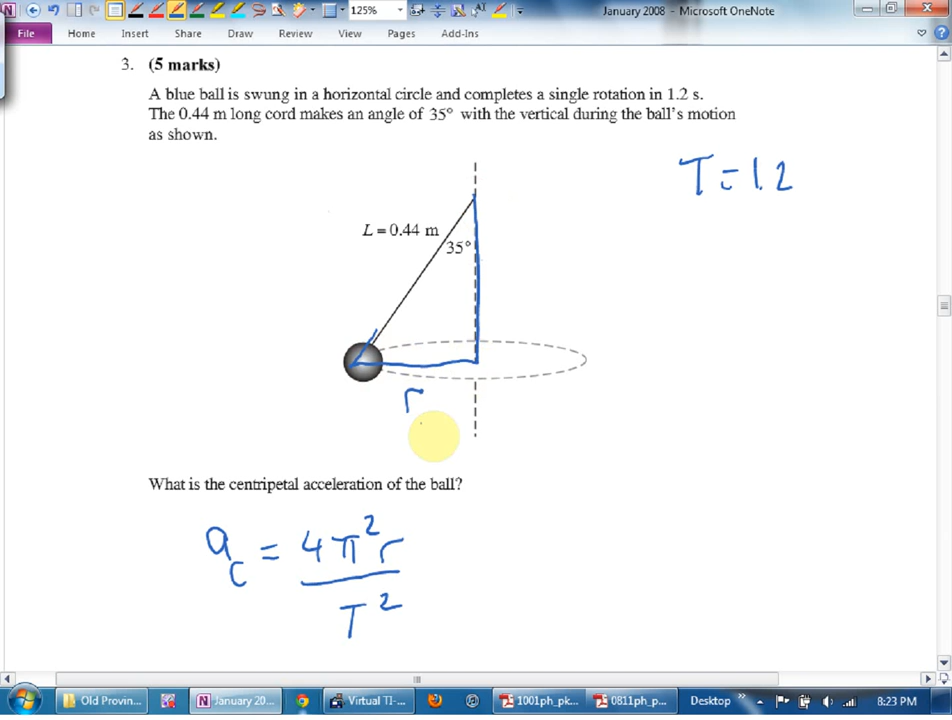 125%
January 2008 - Microsoft OneNote
File Home Insert Share Draw Review View Pages Add-Ins
3. (5 marks)
A blue ball is swung in a horizontal circle and completes a single rotation in 1.2 s.
The 0.44 m long cord makes an angle of 35° with the vertical during the ball's motion
as shown.
T = 1.2
L = 0.44 m
35°
r
What is the centripetal acceleration of the ball?
a_c = 4π²r
T²
Old Provin... January 20... Virtual TI-... 1001ph_pk... 0811ph_p... Desktop 8:23 PM